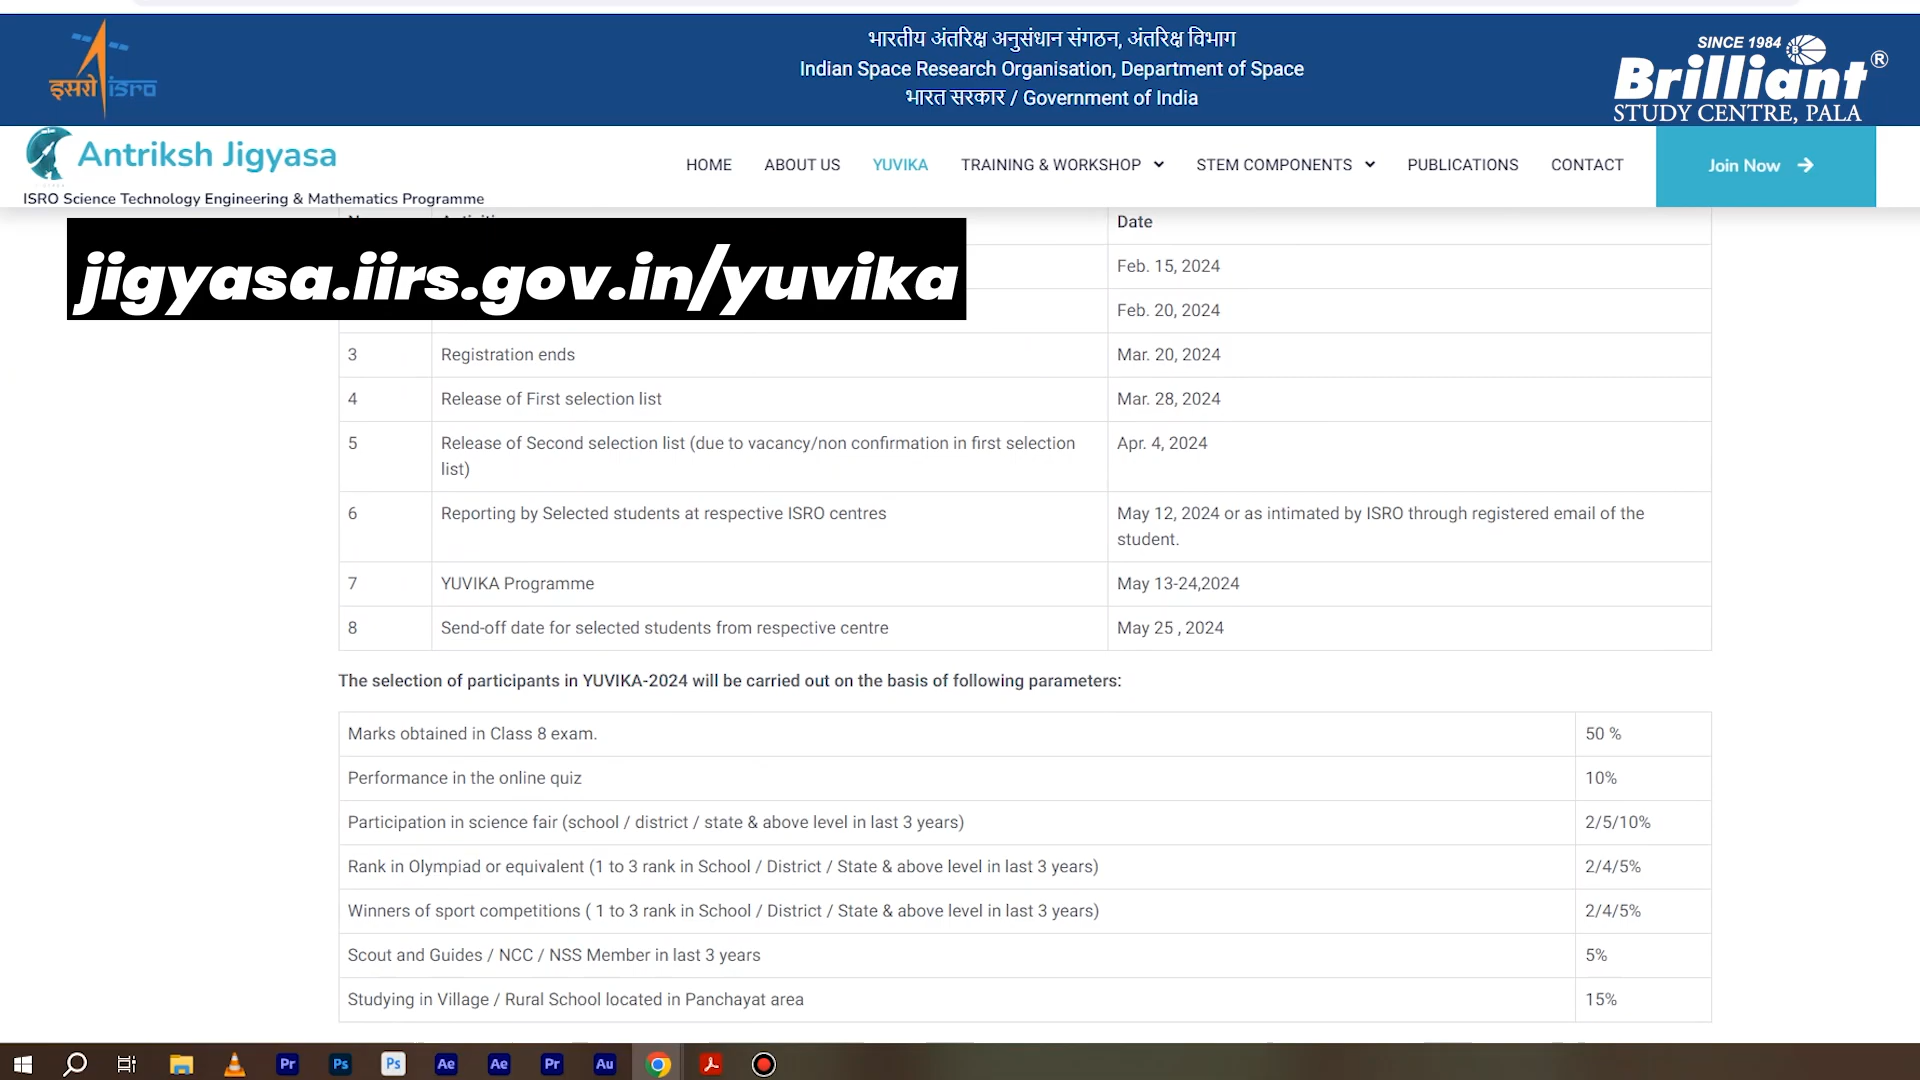 भारतीय अंतरिक्ष अनुसंधान संगठन, अंतरिक्ष विभाग
Indian Space Research Organisation, Department of Space
भारत सरकार / Government of India
इसरो isro
SINCE 1984
Brilliant ®
STUDY CENTRE, PALA
Antriksh Jigyasa
ISRO Science Technology Engineering & Mathematics Programme
HOME ABOUT US YUVIKA TRAINING & WORKSHOP STEM COMPONENTS PUBLICATIONS CONTACT Join Now
Date
jigyasa.iirs.gov.in/yuvika
Feb. 15, 2024
Feb. 20, 2024
3 Registration ends Mar. 20, 2024
4 Release of First selection list Mar. 28, 2024
5 Release of Second selection list (due to vacancy/non confirmation in first selection Apr. 4, 2024
list)
6 Reporting by Selected students at respective ISRO centres May 12, 2024 or as intimated by ISRO through registered email of the
student.
7 YUVIKA Programme May 13-24,2024
8 Send-off date for selected students from respective centre May 25 , 2024
The selection of participants in YUVIKA-2024 will be carried out on the basis of following parameters:
Marks obtained in Class 8 exam. 50 %
Performance in the online quiz 10%
Participation in science fair (school / district / state & above level in last 3 years) 2/5/10%
Rank in Olympiad or equivalent (1 to 3 rank in School / District / State & above level in last 3 years) 2/4/5%
Winners of sport competitions ( 1 to 3 rank in School / District / State & above level in last 3 years) 2/4/5%
Scout and Guides / NCC / NSS Member in last 3 years 5%
Studying in Village / Rural School located in Panchayat area 15%
Pr Ps Ps Ae Ae Pr Au